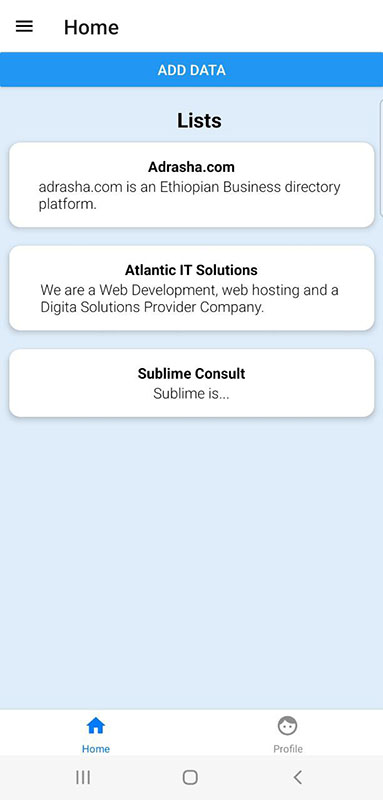 Home
ADD DATA
Lists
Adrasha.com
adrasha.com is an Ethiopian Business directory
platform.
Atlantic IT Solutions
We are a Web Development, web hosting and a
Digita Solutions Provider Company.
Sublime Consult
Sublime is...
Home
Profile